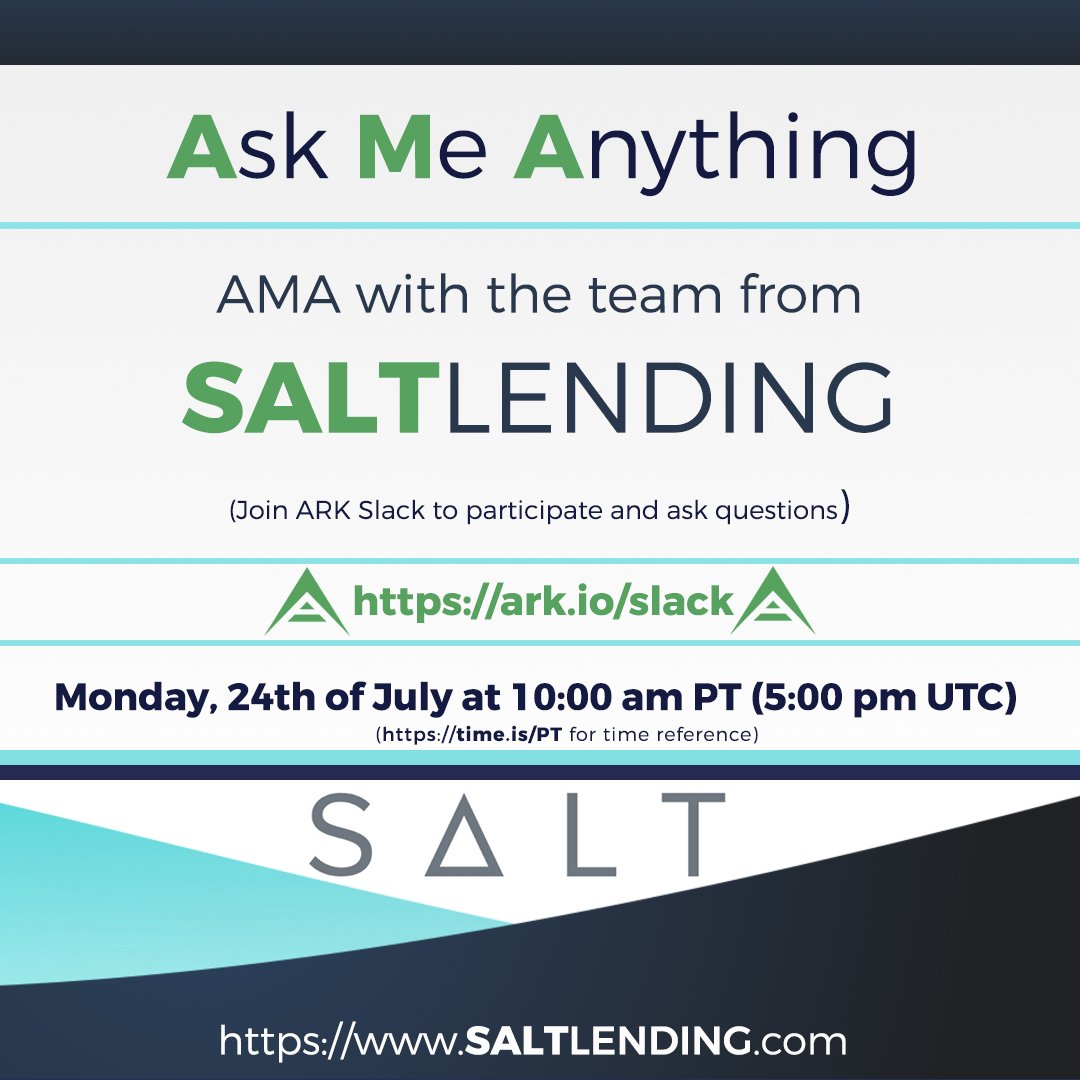 Ask Me Anything
AMA with the team from
SALTLENDING
(Join ARK Slack to participate and ask questions)
https://ark.io/slack
Monday, 24th of July at 10:00 am PT (5:00 pm UTC)
(https://time.is/PT for time reference)
SALT
https://www.SALTLENDING.com